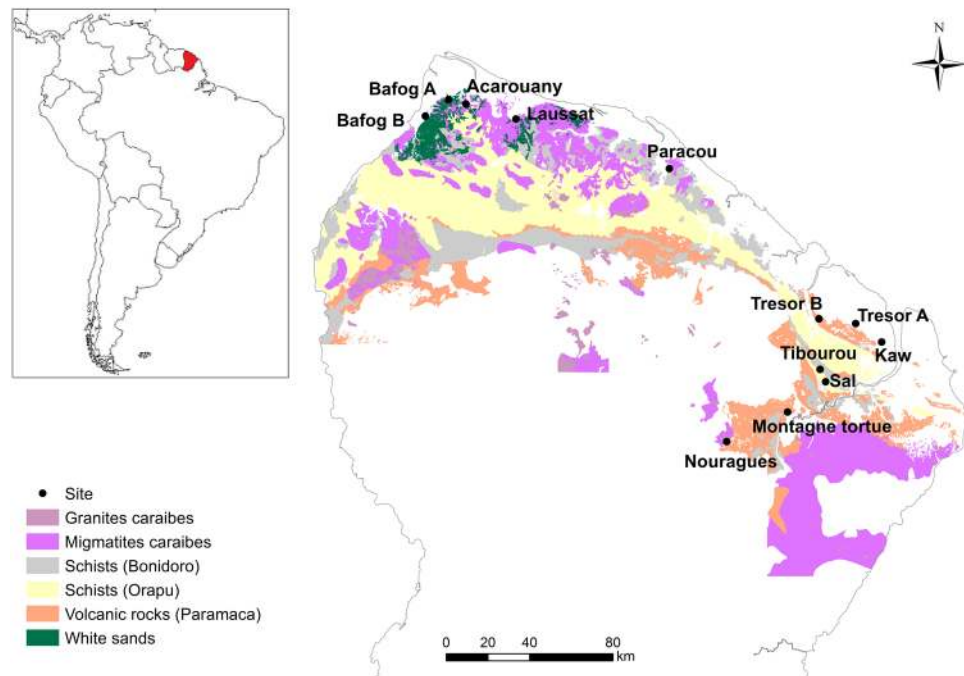 N
Bafog A
Acarouany
Bafog B
Laussat
Paracou
Tresor B
Tresor A
Kaw
Tibourou
Sal
Montagne tortue
Nouragues
Site
Granites caraibes
Migmatites caraibes
Schists (Bonidoro)
Schists (Orapu)
Volcanic rocks (Paramaca)
White sands
0 20 40 80
km